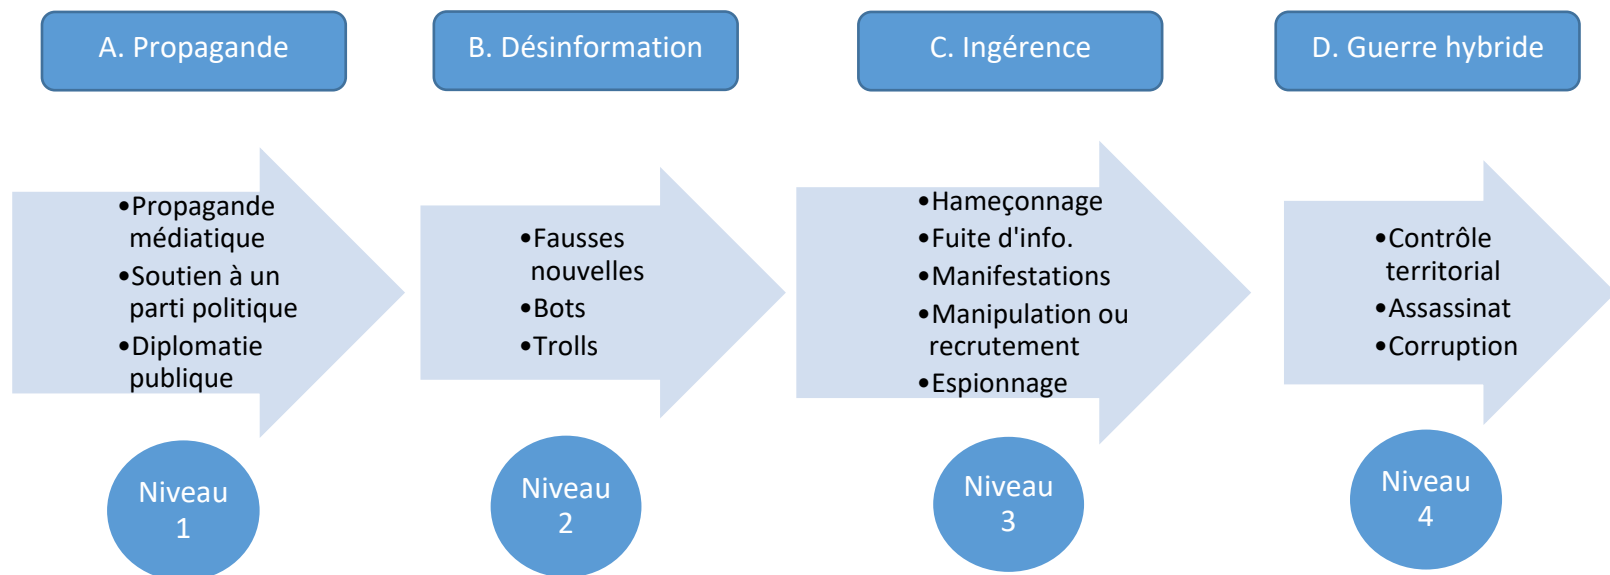 A. Propagande
B. Désinformation
C. Ingérence
D. Guerre hybride
•Propagande
médiatique
•Soutien à un
parti politique
•Diplomatie
publique
•Fausses
nouvelles
•Bots
•Trolls
•Hameçonnage
•Fuite d'info.
•Manifestations
•Manipulation ou
recrutement
•Espionnage
•Contrôle
territorial
•Assassinat
•Corruption
Niveau
1
Niveau
2
Niveau
3
Niveau
4